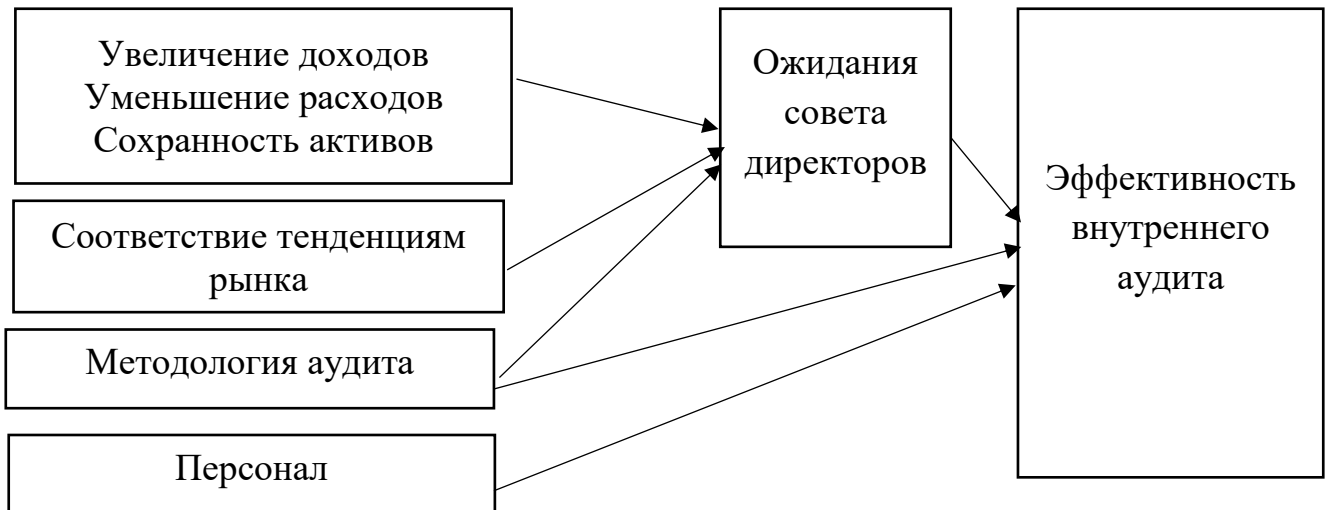 Увеличение доходов
Уменьшение расходов
Сохранность активов
Соответствие тенденциям
рынка
Методология аудита
Персонал
Ожидания
совета
директоров
Эффективность
внутреннего
аудита